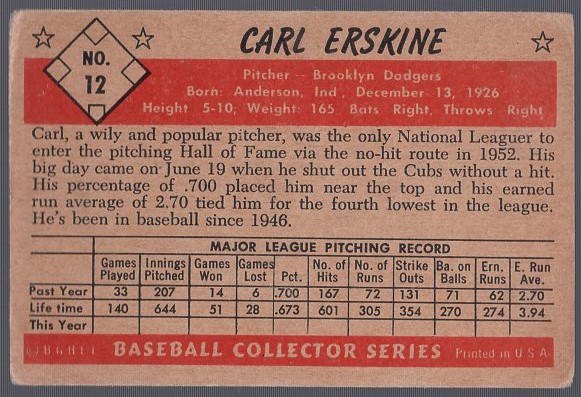 NO.
12
CARL ERSKINE
Pitcher -- Brooklyn Dodgers
Born: Anderson, Ind., December 13, 1926
Height 5-10; Weight: 165 Bats Right, Throws Right
Carl, a wily and popular pitcher, was the only National Leaguer to
enter the pitching Hall of Fame via the no-hit route in 1952. His
big day came on June 19 when he shut out the Cubs without a hit.
His percentage of .700 placed him near the top and his earned
run average of 2.70 tied him for the fourth lowest in the league.
He's been in baseball since 1946.
MAJOR LEAGUE PITCHING RECORD
Games Played Innings Pitched Games Won Games Lost Pct. No. of Hits No. of Runs Strike Outs Ba. on Balls Ern. Runs E. Run Ave.
Past Year 33 207 14 6 .700 167 72 131 71 62 2.70
Life time 140 644 51 28 .673 601 305 354 270 274 3.94
This Year
BASEBALL COLLECTOR SERIES Printed in U S A